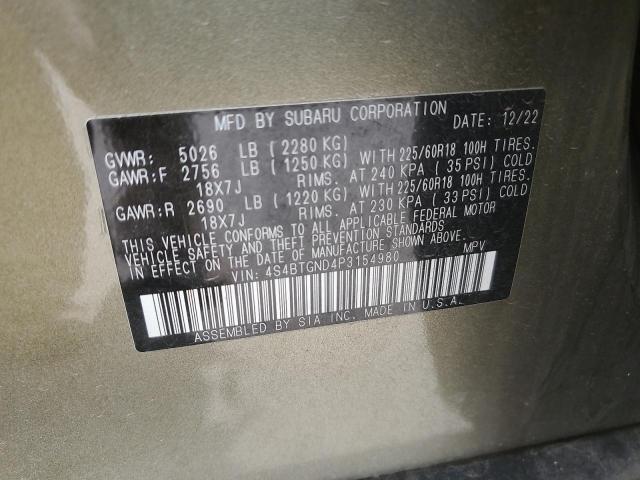 MFD BY SUBARU CORPORATION DATE: 12/22
GVWR: 5026 LB (2280 KG)
GAWR:F 2756 LB (1250 KG) WITH 225/60R18 100H TIRES.
18X7J RIMS. AT 240 KPA (35 PSI) COLD
GAWR:R 2690 LB (1220 KG) WITH 225/60R18 100H TIRES.
18X7J RIMS. AT 230 KPA (33 PSI) COLD
THIS VEHICLE CONFORMS TO ALL APPLICABLE FEDERAL MOTOR
VEHICLE SAFETY AND THEFT PREVENTION STANDARDS
IN EFFECT ON THE DATE OF MANUFACTURE SHOWN ABOVE.
VIN: 4S4BTGND4P3154980 MPV
ASSEMBLED BY SIA INC. MADE IN U.S.A.